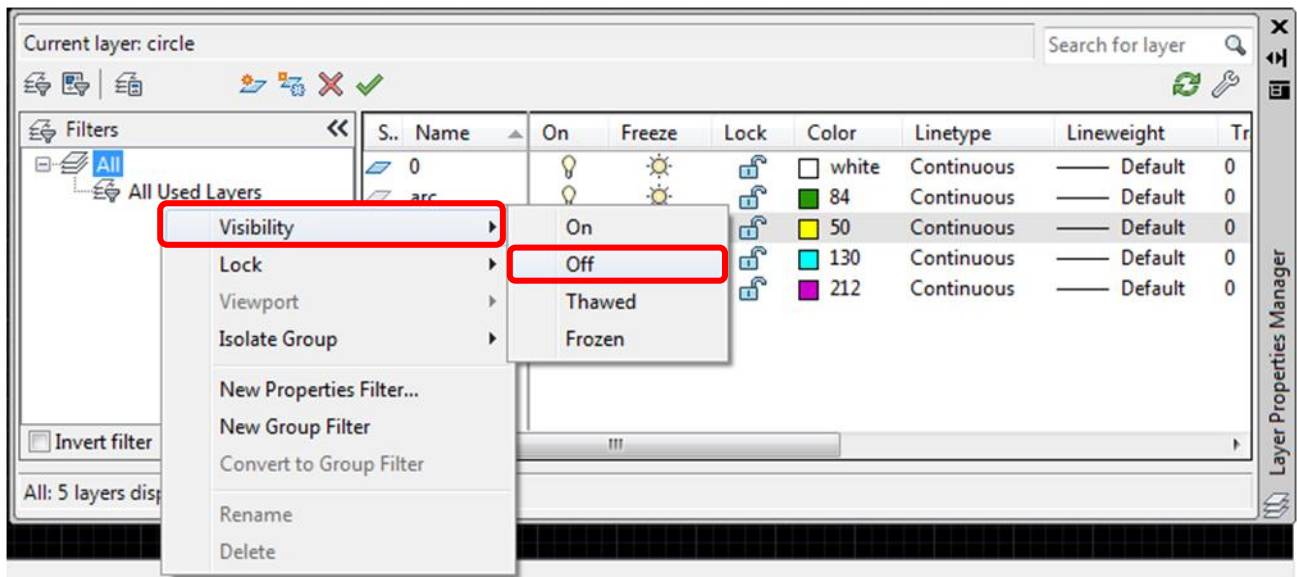 Current layer: circle
Search for layer
Filters
S.. Name On Freeze Lock Color Linetype Lineweight Tr
All
0 white Continuous Default 0
All Used Layers
arc 84 Continuous Default 0
Visibility On 50 Continuous Default 0
Lock Off 130 Continuous Default 0
Viewport Thawed 212 Continuous Default 0
Isolate Group Frozen
New Properties Filter...
New Group Filter
Invert filter
Convert to Group Filter
All: 5 layers disp
Rename
Delete
Layer Properties Manager